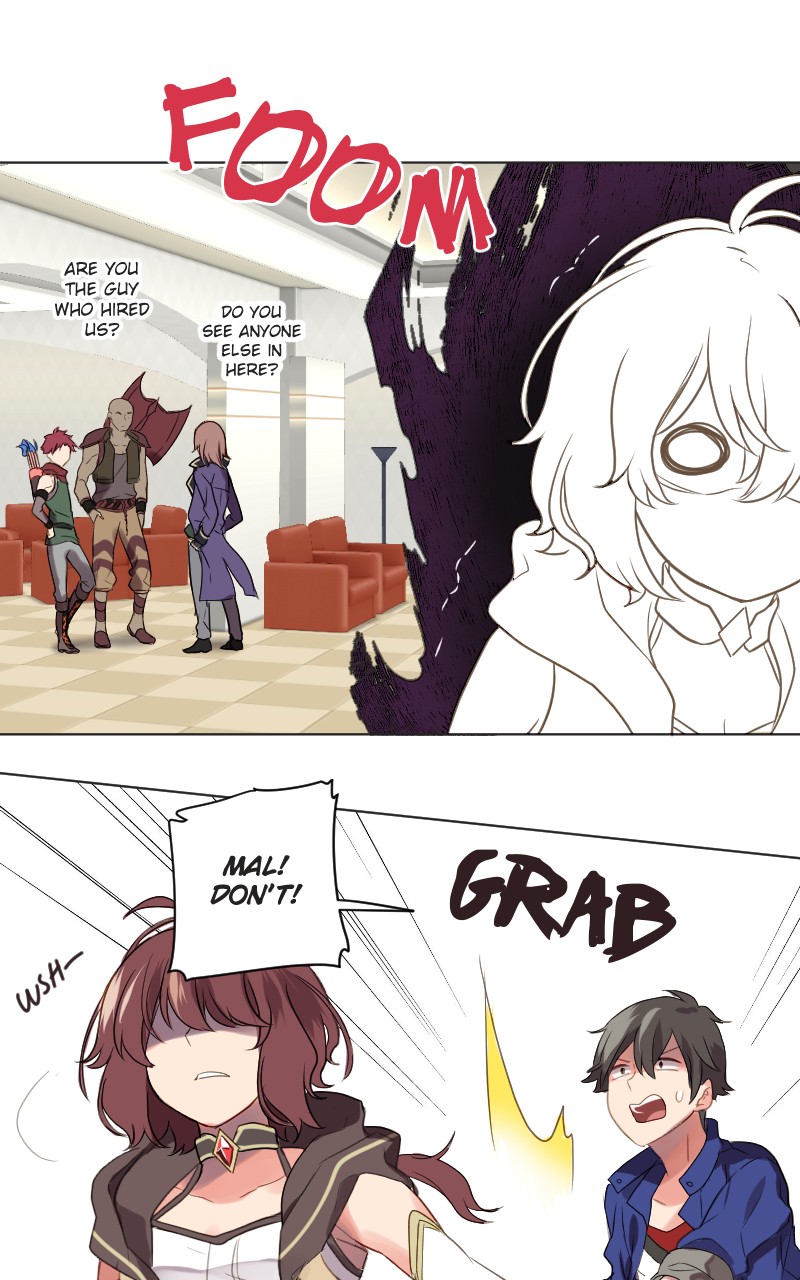 FOOM
ARE YOU
THE GUY
WHO HIRED
US?
DO YOU
SEE ANYONE
ELSE IN
HERE?
MAL!
DON'T!
GRAB
WSH—